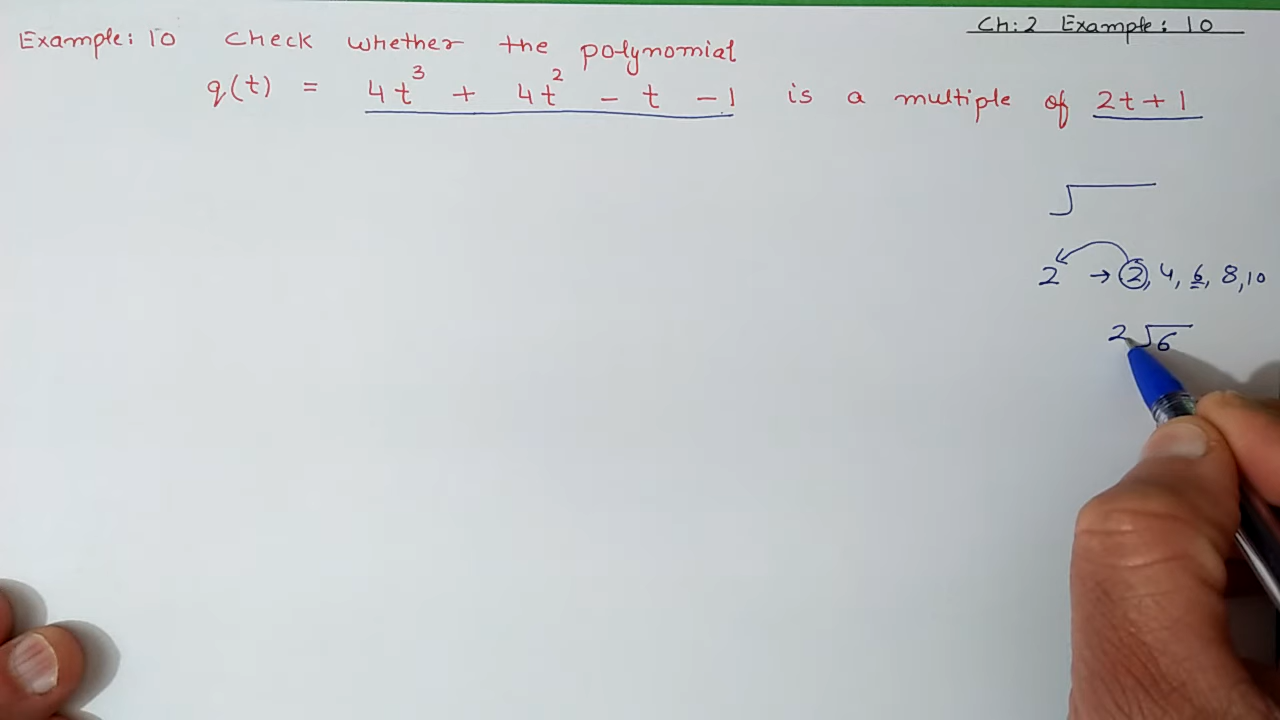 Ch: 2 Example: 10
Example: 10 Check whether the polynomial
q(t) = 4t³ + 4t² - t - 1 is a multiple of 2t + 1
2 → 2, 4, 6, 8, 10
2 √6